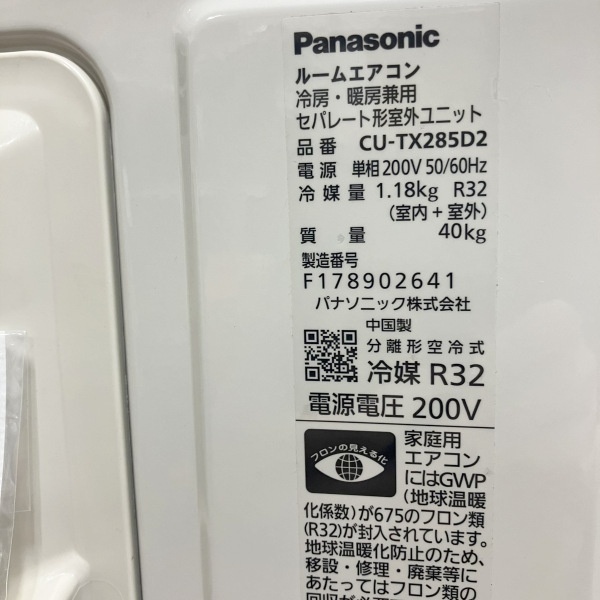 Panasonic
ルームエアコン
冷房・暖房兼用
セパレート形室外ユニット
品番 CU-TX285D2
電源 単相200V 50/60Hz
冷媒量 1.18kg R32
(室内+室外)
質量 40kg
製造番号
F178902641
パナソニック株式会社
中国製
分離形空冷式
冷媒 R32
電源電圧 200V
フロンの見える化
家庭用
エアコン
にはGWP
(地球温暖
化係数)が675のフロン類
(R32)が封入されています。
地球温暖化防止のため、
移設・修理・廃棄等に
あたってはフロン類の
回収が必要